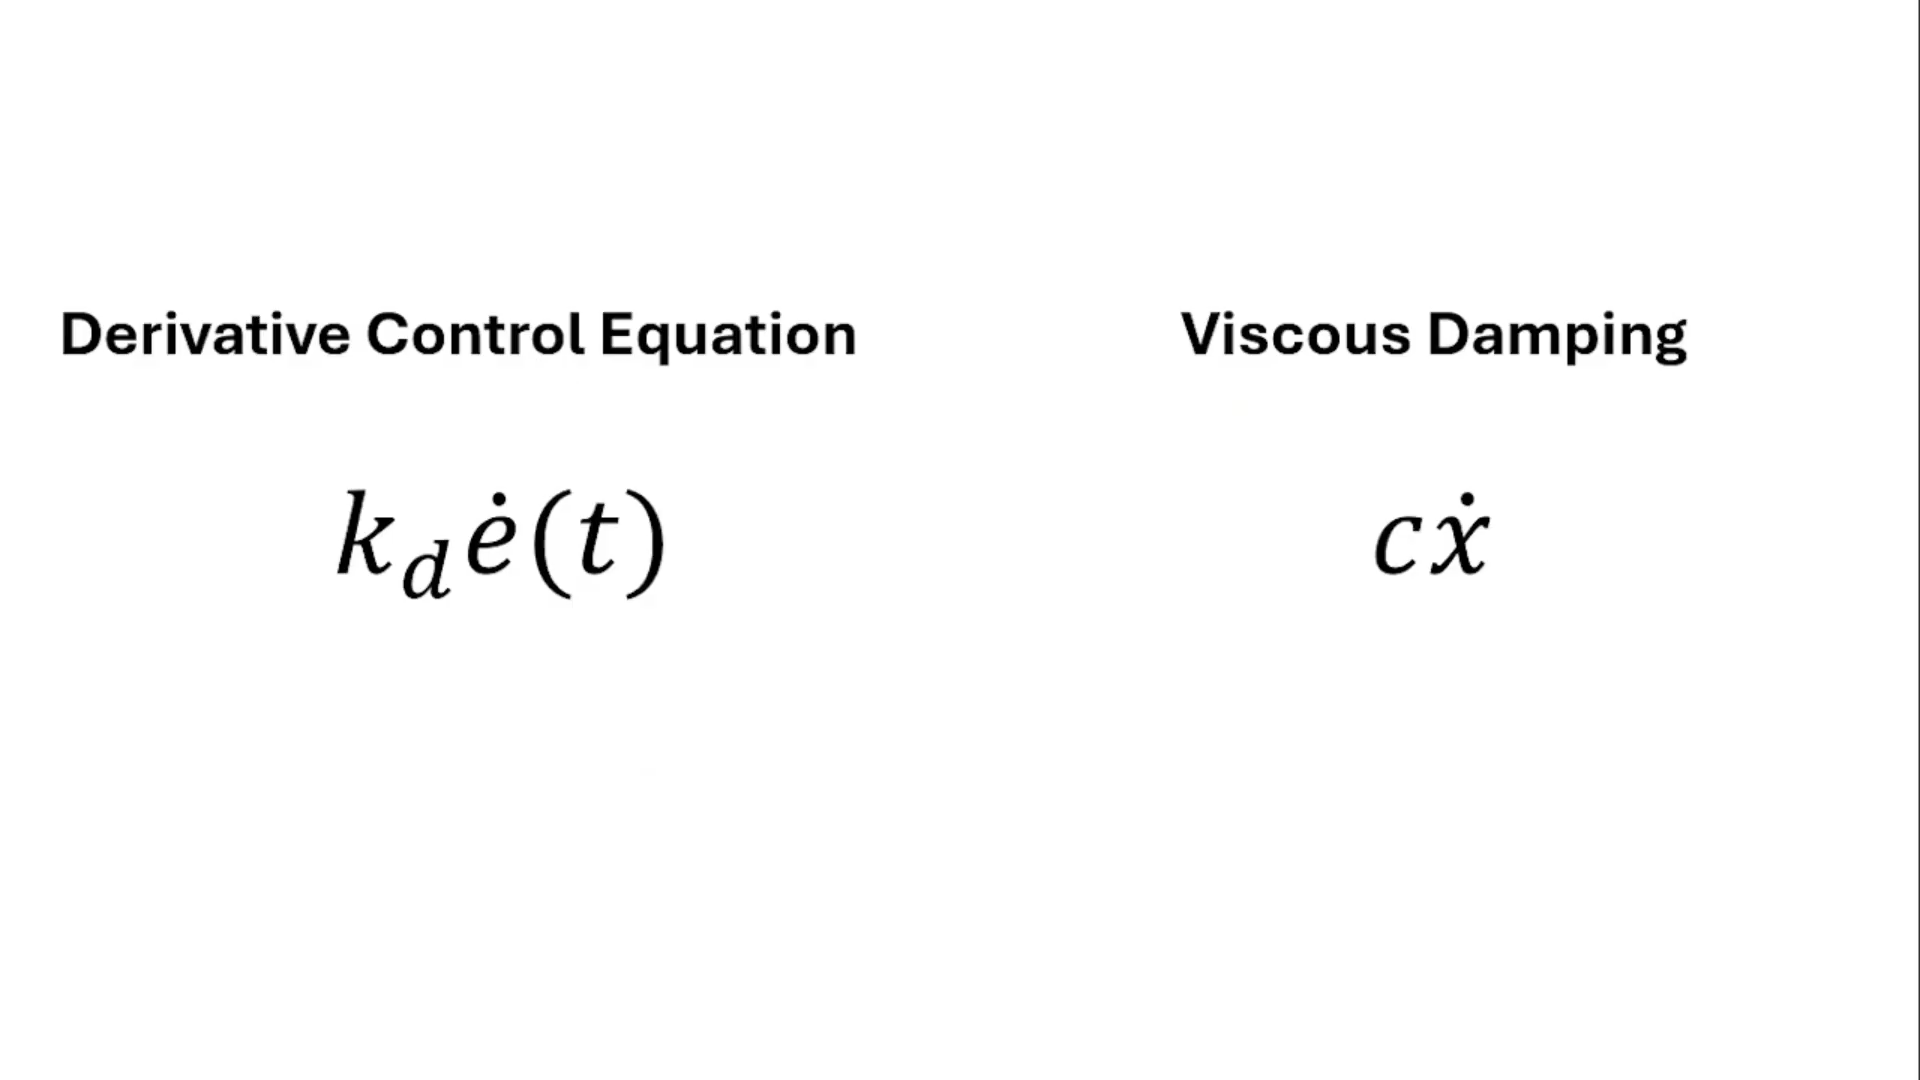 Derivative Control Equation
Viscous Damping
k_d ė(t)
cẋ